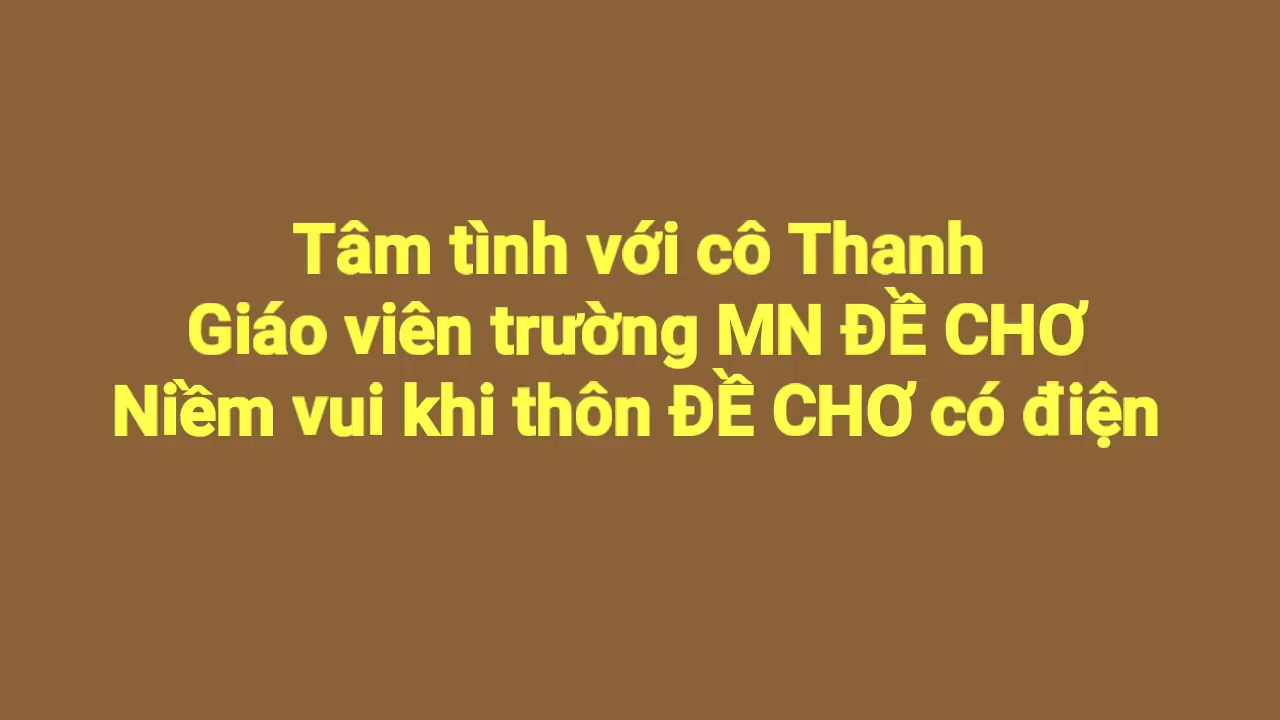 Tâm tình với cô Thanh
Giáo viên trường MN ĐỀ CHƠ
Niềm vui khi thôn ĐỀ CHƠ có điện